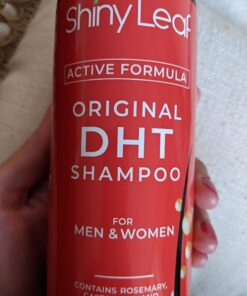 Shiny Leaf
ACTIVE FORMULA
ORIGINAL
DHT
SHAMPOO
FOR
MEN & WOMEN
CONTAINS ROSEMARY,